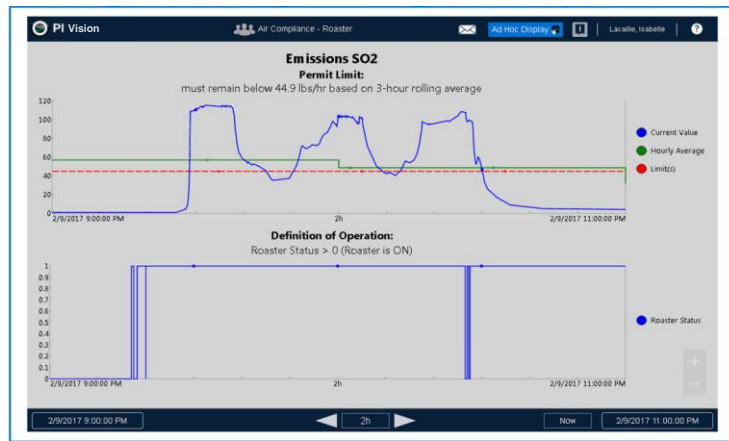 PI Vision
Air Compliance - Roaster
Ad Hoc Display
Lacaille, Isabelle
?
Emissions SO2
Permit Limit:
must remain below 44.9 lbs/hr based on 3-hour rolling average
120
100
80
60
40
20
0
Current Value
Hourly Average
Limit(s)
2/9/2017 9:00:00 PM
2h
2/9/2017 11:00:00 PM
Definition of Operation:
Roaster Status > 0 (Roaster is ON)
1
0.9
0.8
0.7
0.6
0.5
0.4
0.3
0.2
0.1
0
Roaster Status
2/9/2017 9:00:00 PM
2h
2/9/2017 11:00:00 PM
+
−
2/9/2017 9:00:00 PM
2h
Now
2/9/2017 11:00:00 PM